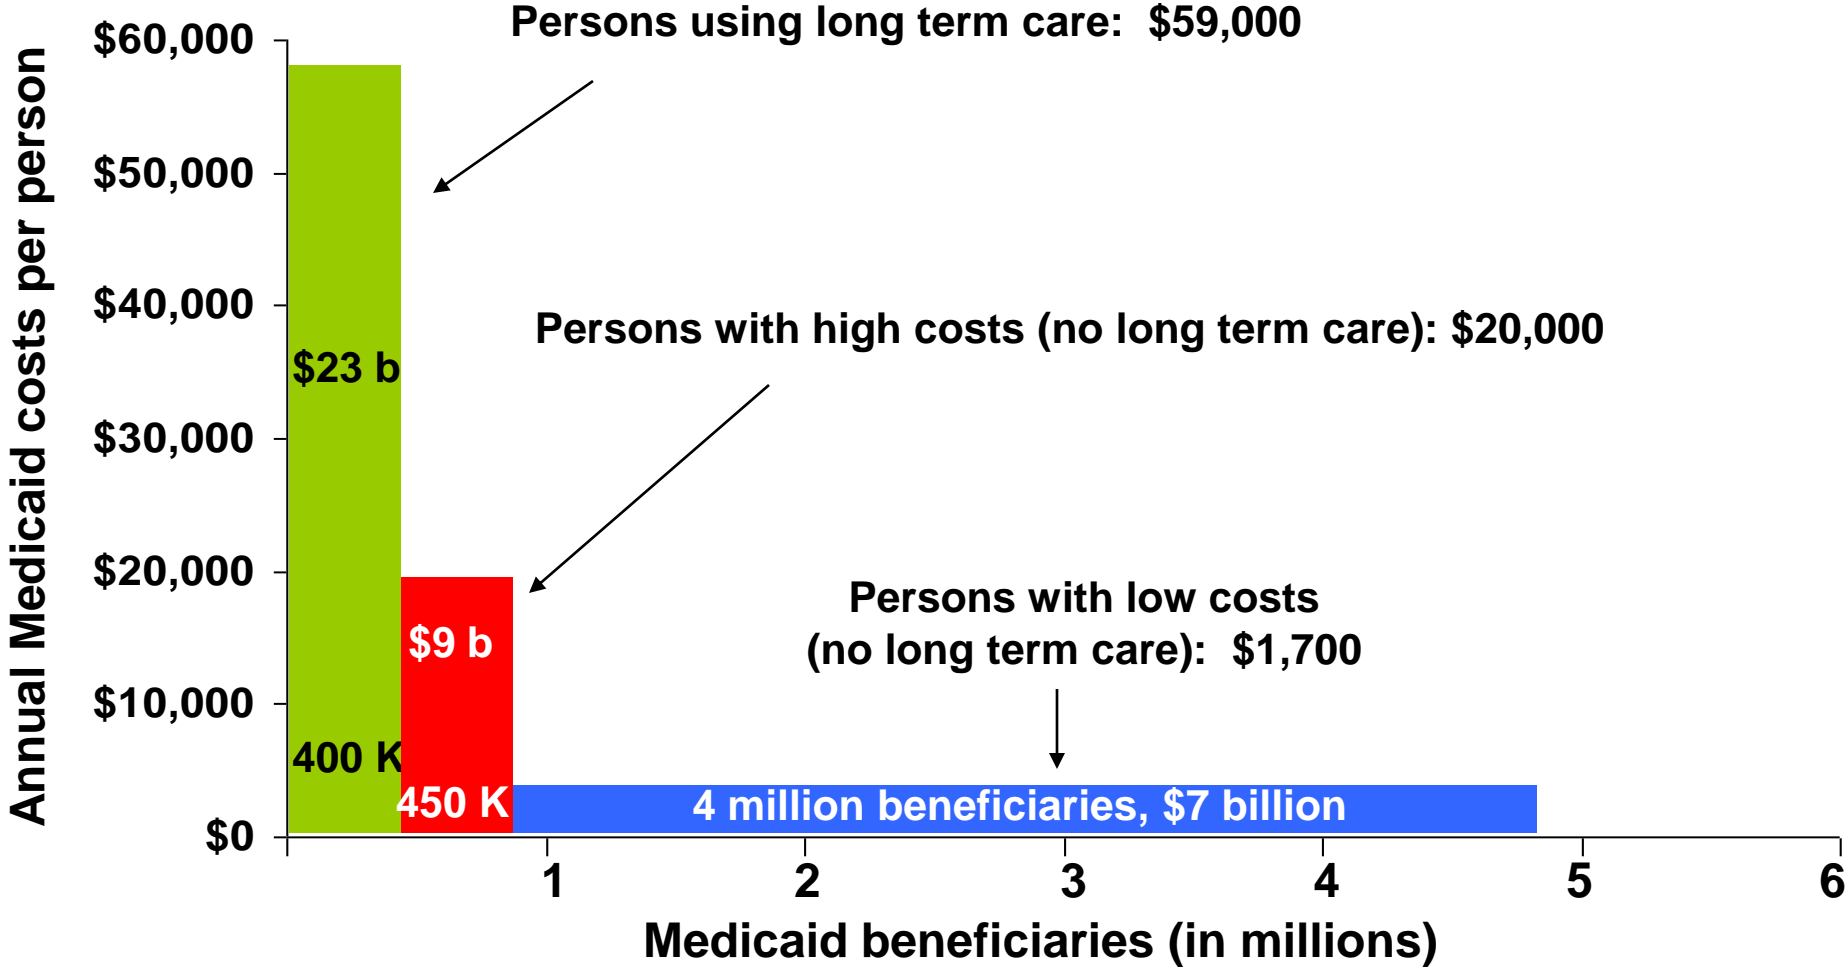 Persons using long term care: $59,000
$60,000
$50,000
$40,000
$30,000
$20,000
$10,000
$0
Annual Medicaid costs per person
Persons with high costs (no long term care): $20,000
$23 b
Persons with low costs
(no long term care): $1,700
$9 b
400 K
450 K
4 million beneficiaries, $7 billion
1 2 3 4 5 6
Medicaid beneficiaries (in millions)